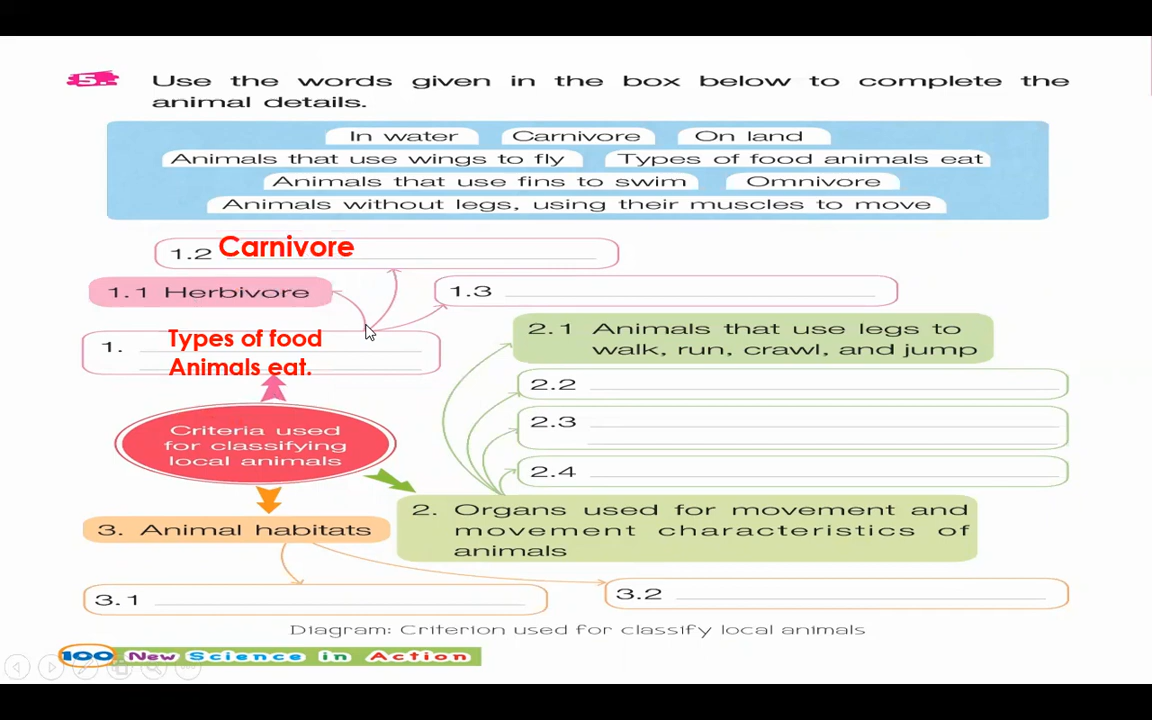 5. Use the words given in the box below to complete the
animal details.
In water Carnivore On land
Animals that use wings to fly Types of food animals eat
Animals that use fins to swim Omnivore
Animals without legs, using their muscles to move
1.2 Carnivore
1.1 Herbivore
1.3
1. Types of food
Animals eat.
2.1 Animals that use legs to
walk, run, crawl, and jump
2.2
2.3
2.4
Criteria used
for classifying
local animals
2. Organs used for movement and
movement characteristics of
animals
3. Animal habitats
3.1
3.2
Diagram: Criterion used for classify local animals
100 New Science in Action